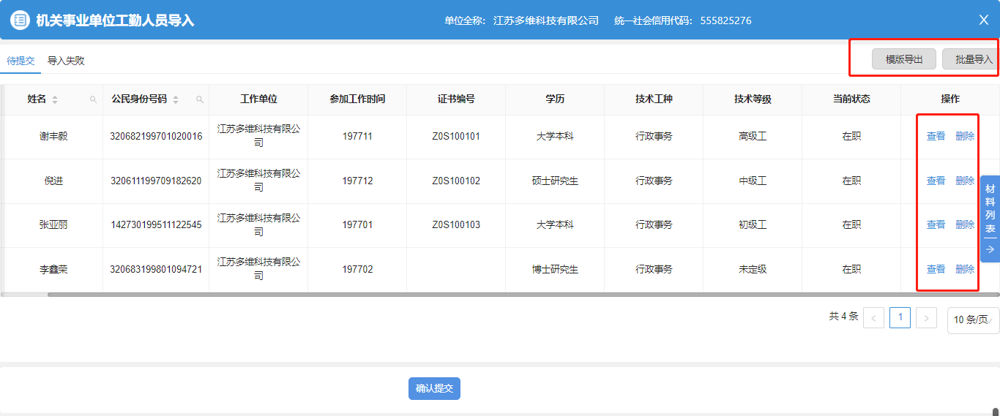 机关事业单位工勤人员导入 单位全称: 江苏多维科技有限公司 统一社会信用代码: 555825276 X
待提交 导入失败 模版导出 批量导入
姓名 公民身份号码 工作单位 参加工作时间 证书编号 学历 技术工种 技术等级 当前状态 操作
谢丰毅 320682199701020016 江苏多维科技有限公司 197711 Z0S100101 大学本科 行政事务 高级工 在职 查看 删除
倪进 320611199709182620 江苏多维科技有限公司 197712 Z0S100102 硕士研究生 行政事务 中级工 在职 查看 删除
张亚丽 142730199511122545 江苏多维科技有限公司 197701 Z0S100103 大学本科 行政事务 初级工 在职 查看 删除
李鑫荣 320683199801094721 江苏多维科技有限公司 197702 博士研究生 行政事务 未定级 在职 查看 删除
材料列表
共 4 条 < 1 > 10 条/页
确认提交